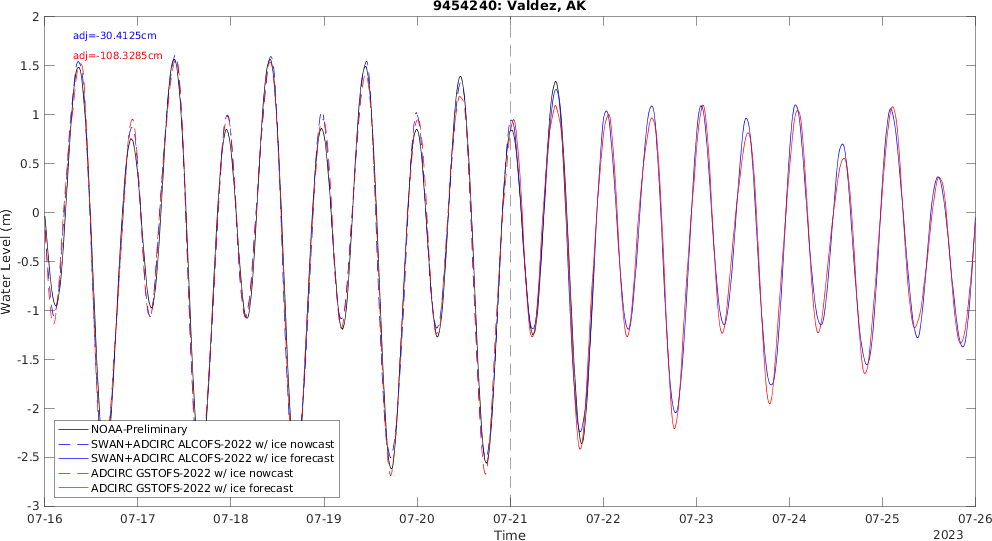 9454240: Valdez, AK
adj=-30.4125cm
adj=-108.3285cm
Water Level (m)
2
1.5
1
0.5
0
-0.5
-1
-1.5
-2
-2.5
-3
NOAA-Preliminary
SWAN+ADCIRC ALCOFS-2022 w/ ice nowcast
SWAN+ADCIRC ALCOFS-2022 w/ ice forecast
ADCIRC GSTOFS-2022 w/ ice nowcast
ADCIRC GSTOFS-2022 w/ ice forecast
07-16 07-17 07-18 07-19 07-20 07-21 07-22 07-23 07-24 07-25 07-26
Time
2023